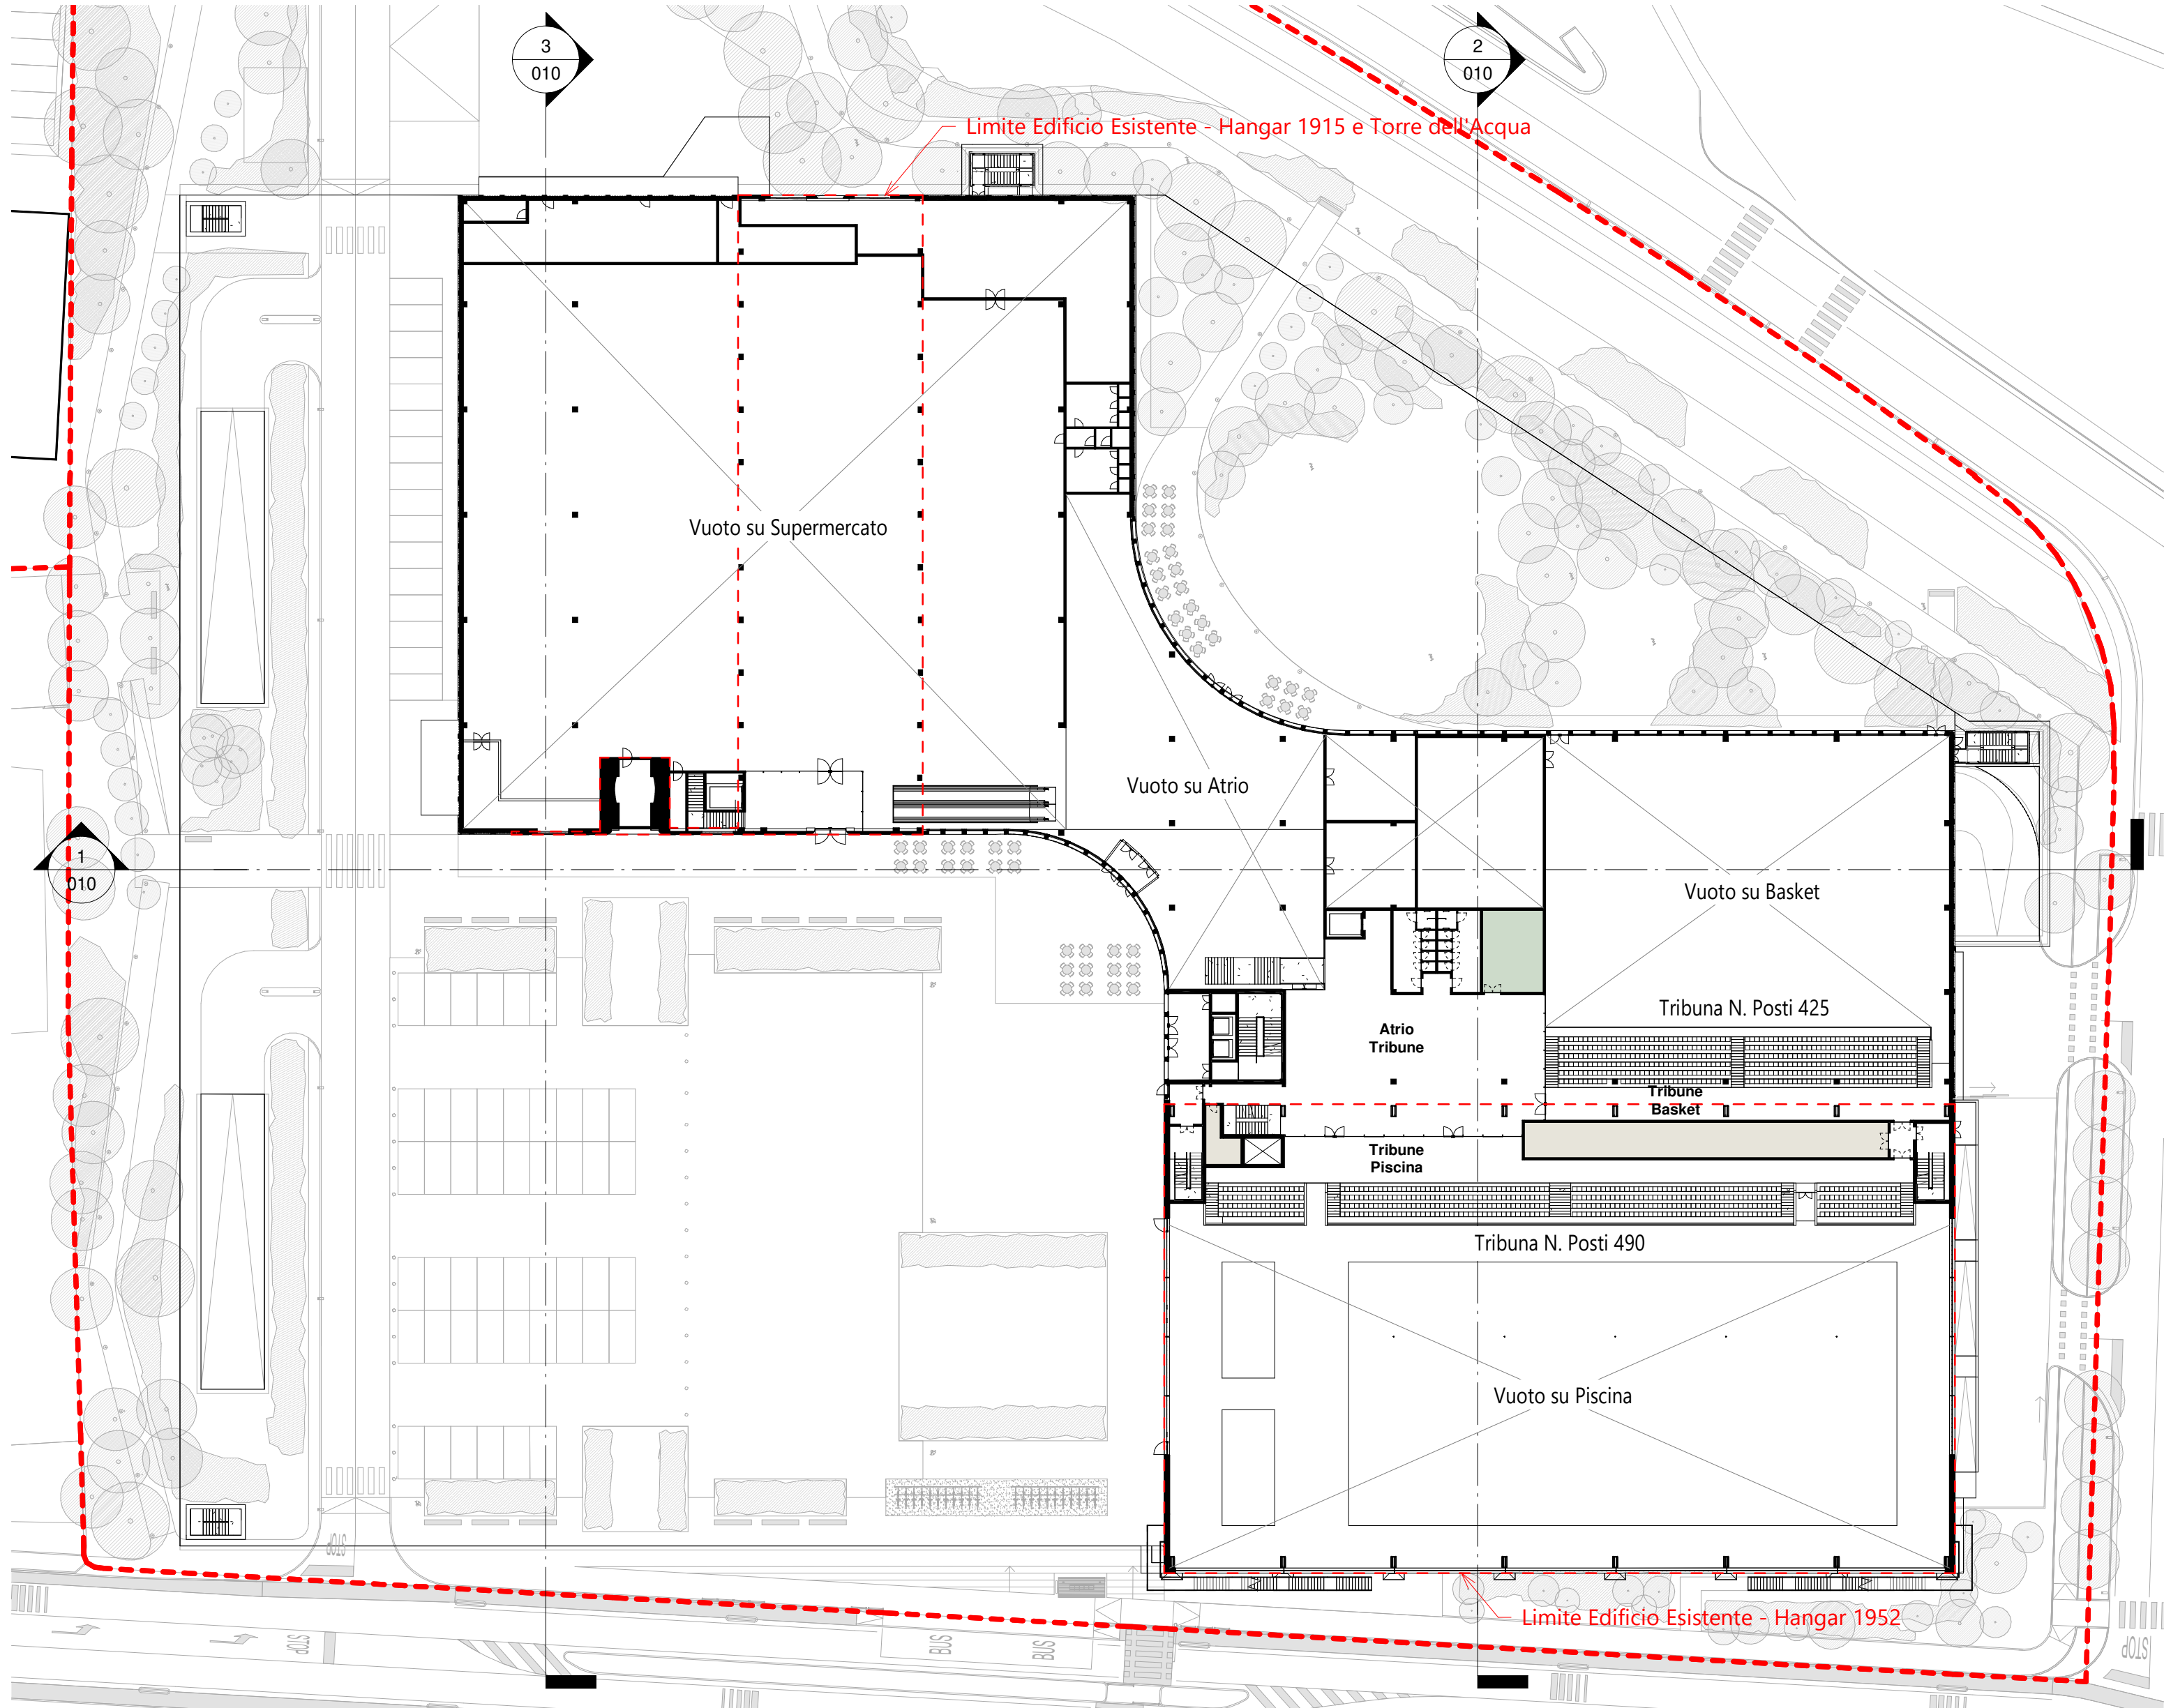 3
010
2
010
Limite Edificio Esistente - Hangar 1915 e Torre dell'Acqua
Vuoto su Supermercato
Vuoto su Atrio
1
010
Vuoto su Basket
Tribuna N. Posti 425
Atrio
Tribune
Tribune
Basket
Tribune
Piscina
Tribuna N. Posti 490
Vuoto su Piscina
STOP
Limite Edificio Esistente - Hangar 1952
STOP
BUS
BUS
STOP